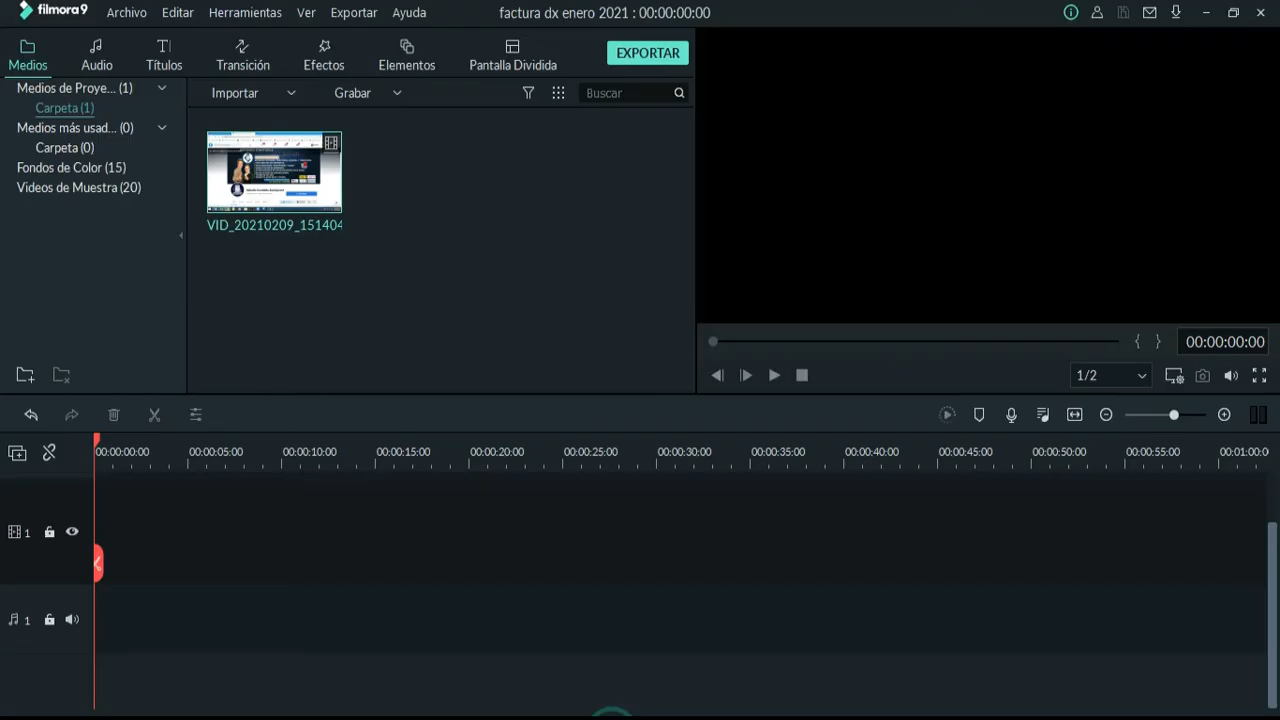 filmora9 Archivo Editar Herramientas Ver Exportar Ayuda factura dx enero 2021 : 00:00:00:00
Medios Audio Títulos Transición Efectos Elementos Pantalla Dividida EXPORTAR
Medios de Proye... (1)
Carpeta (1)
Medios más usad... (0)
Carpeta (0)
Fondos de Color (15)
Videos de Muestra (20)
Importar Grabar Buscar
VID_20210209_151404
00:00:00:00
1/2
00:00:00:00 00:00:05:00 00:00:10:00 00:00:15:00 00:00:20:00 00:00:25:00 00:00:30:00 00:00:35:00 00:00:40:00 00:00:45:00 00:00:50:00 00:00:55:00 00:01:00:0
1
1